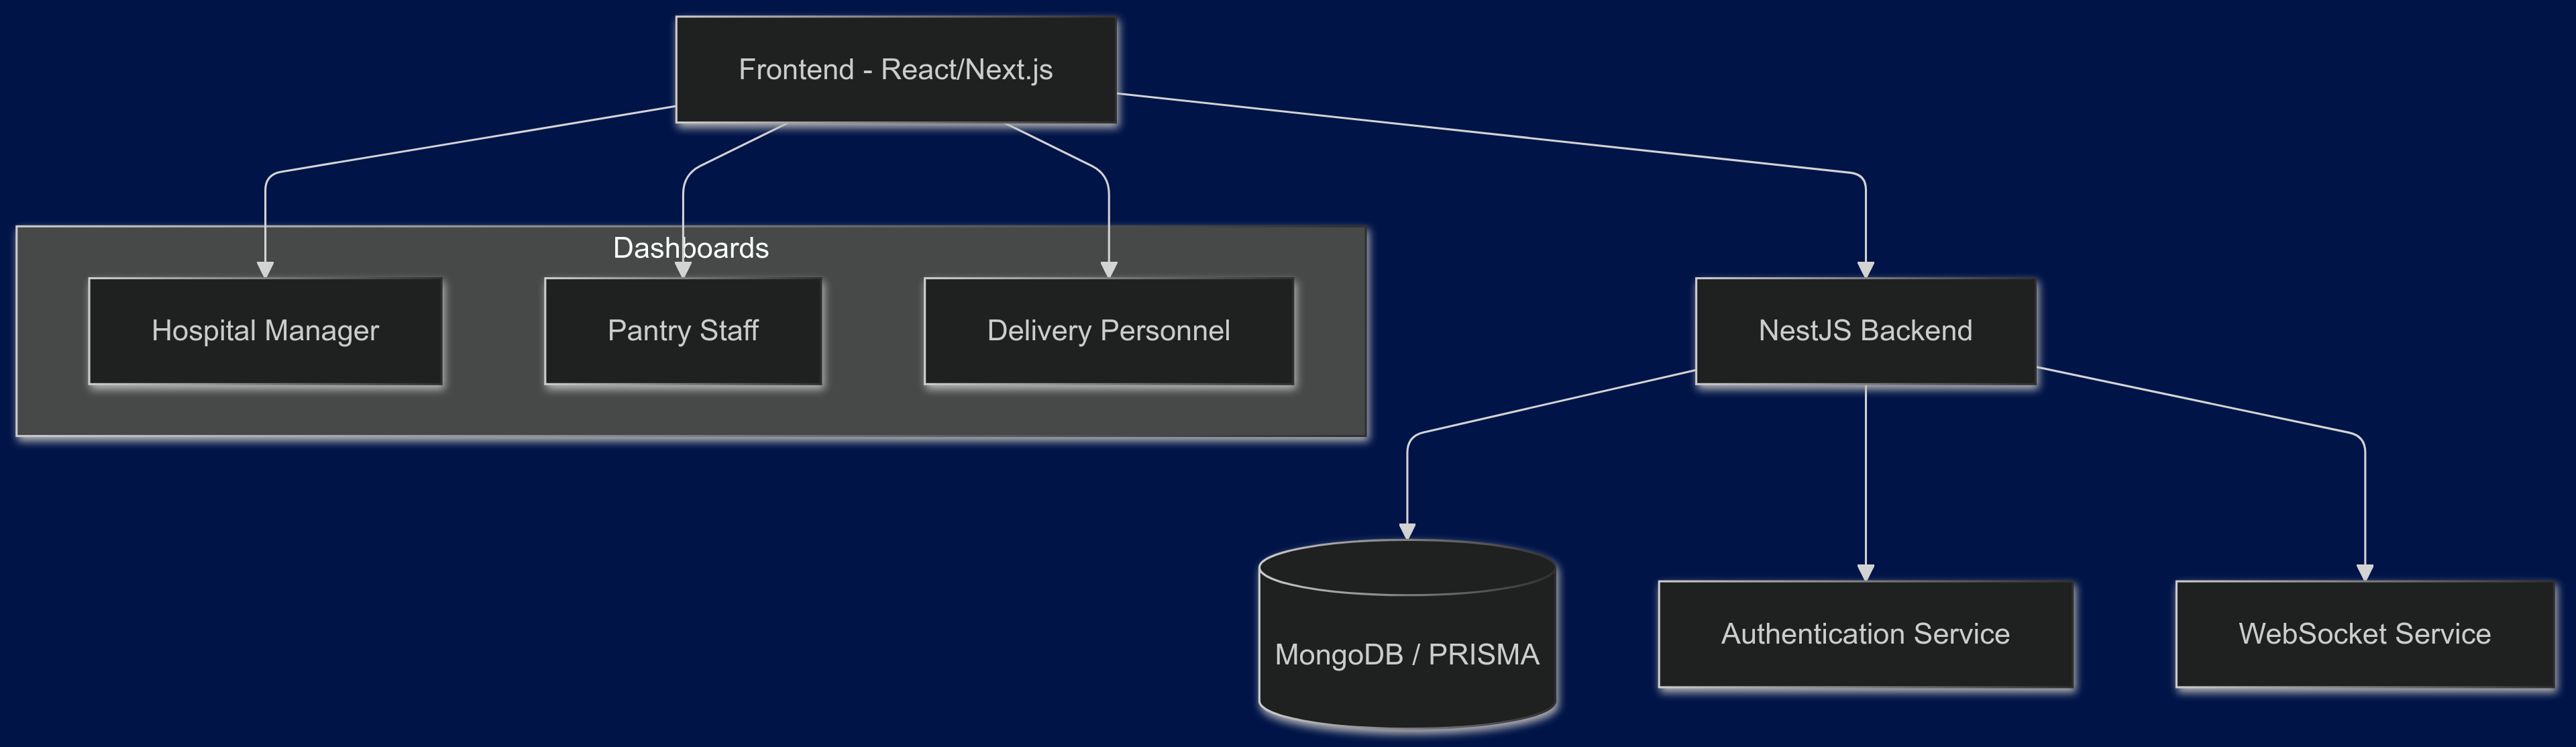 Frontend - React/Next.js
Dashboards
Hospital Manager
Pantry Staff
Delivery Personnel
NestJS Backend
MongoDB / PRISMA
Authentication Service
WebSocket Service